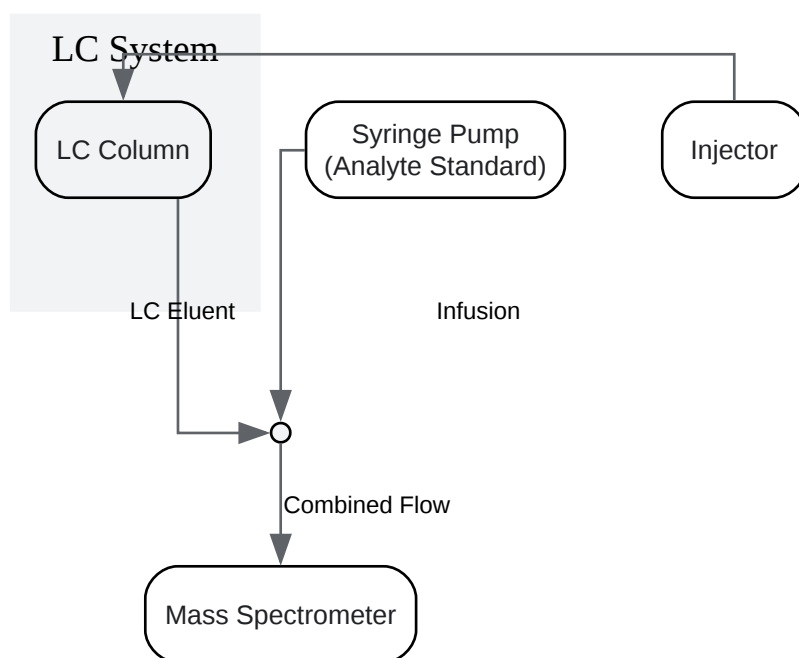 LC System
LC Column
Syringe Pump
(Analyte Standard)
Injector
LC Eluent
Infusion
Combined Flow
Mass Spectrometer